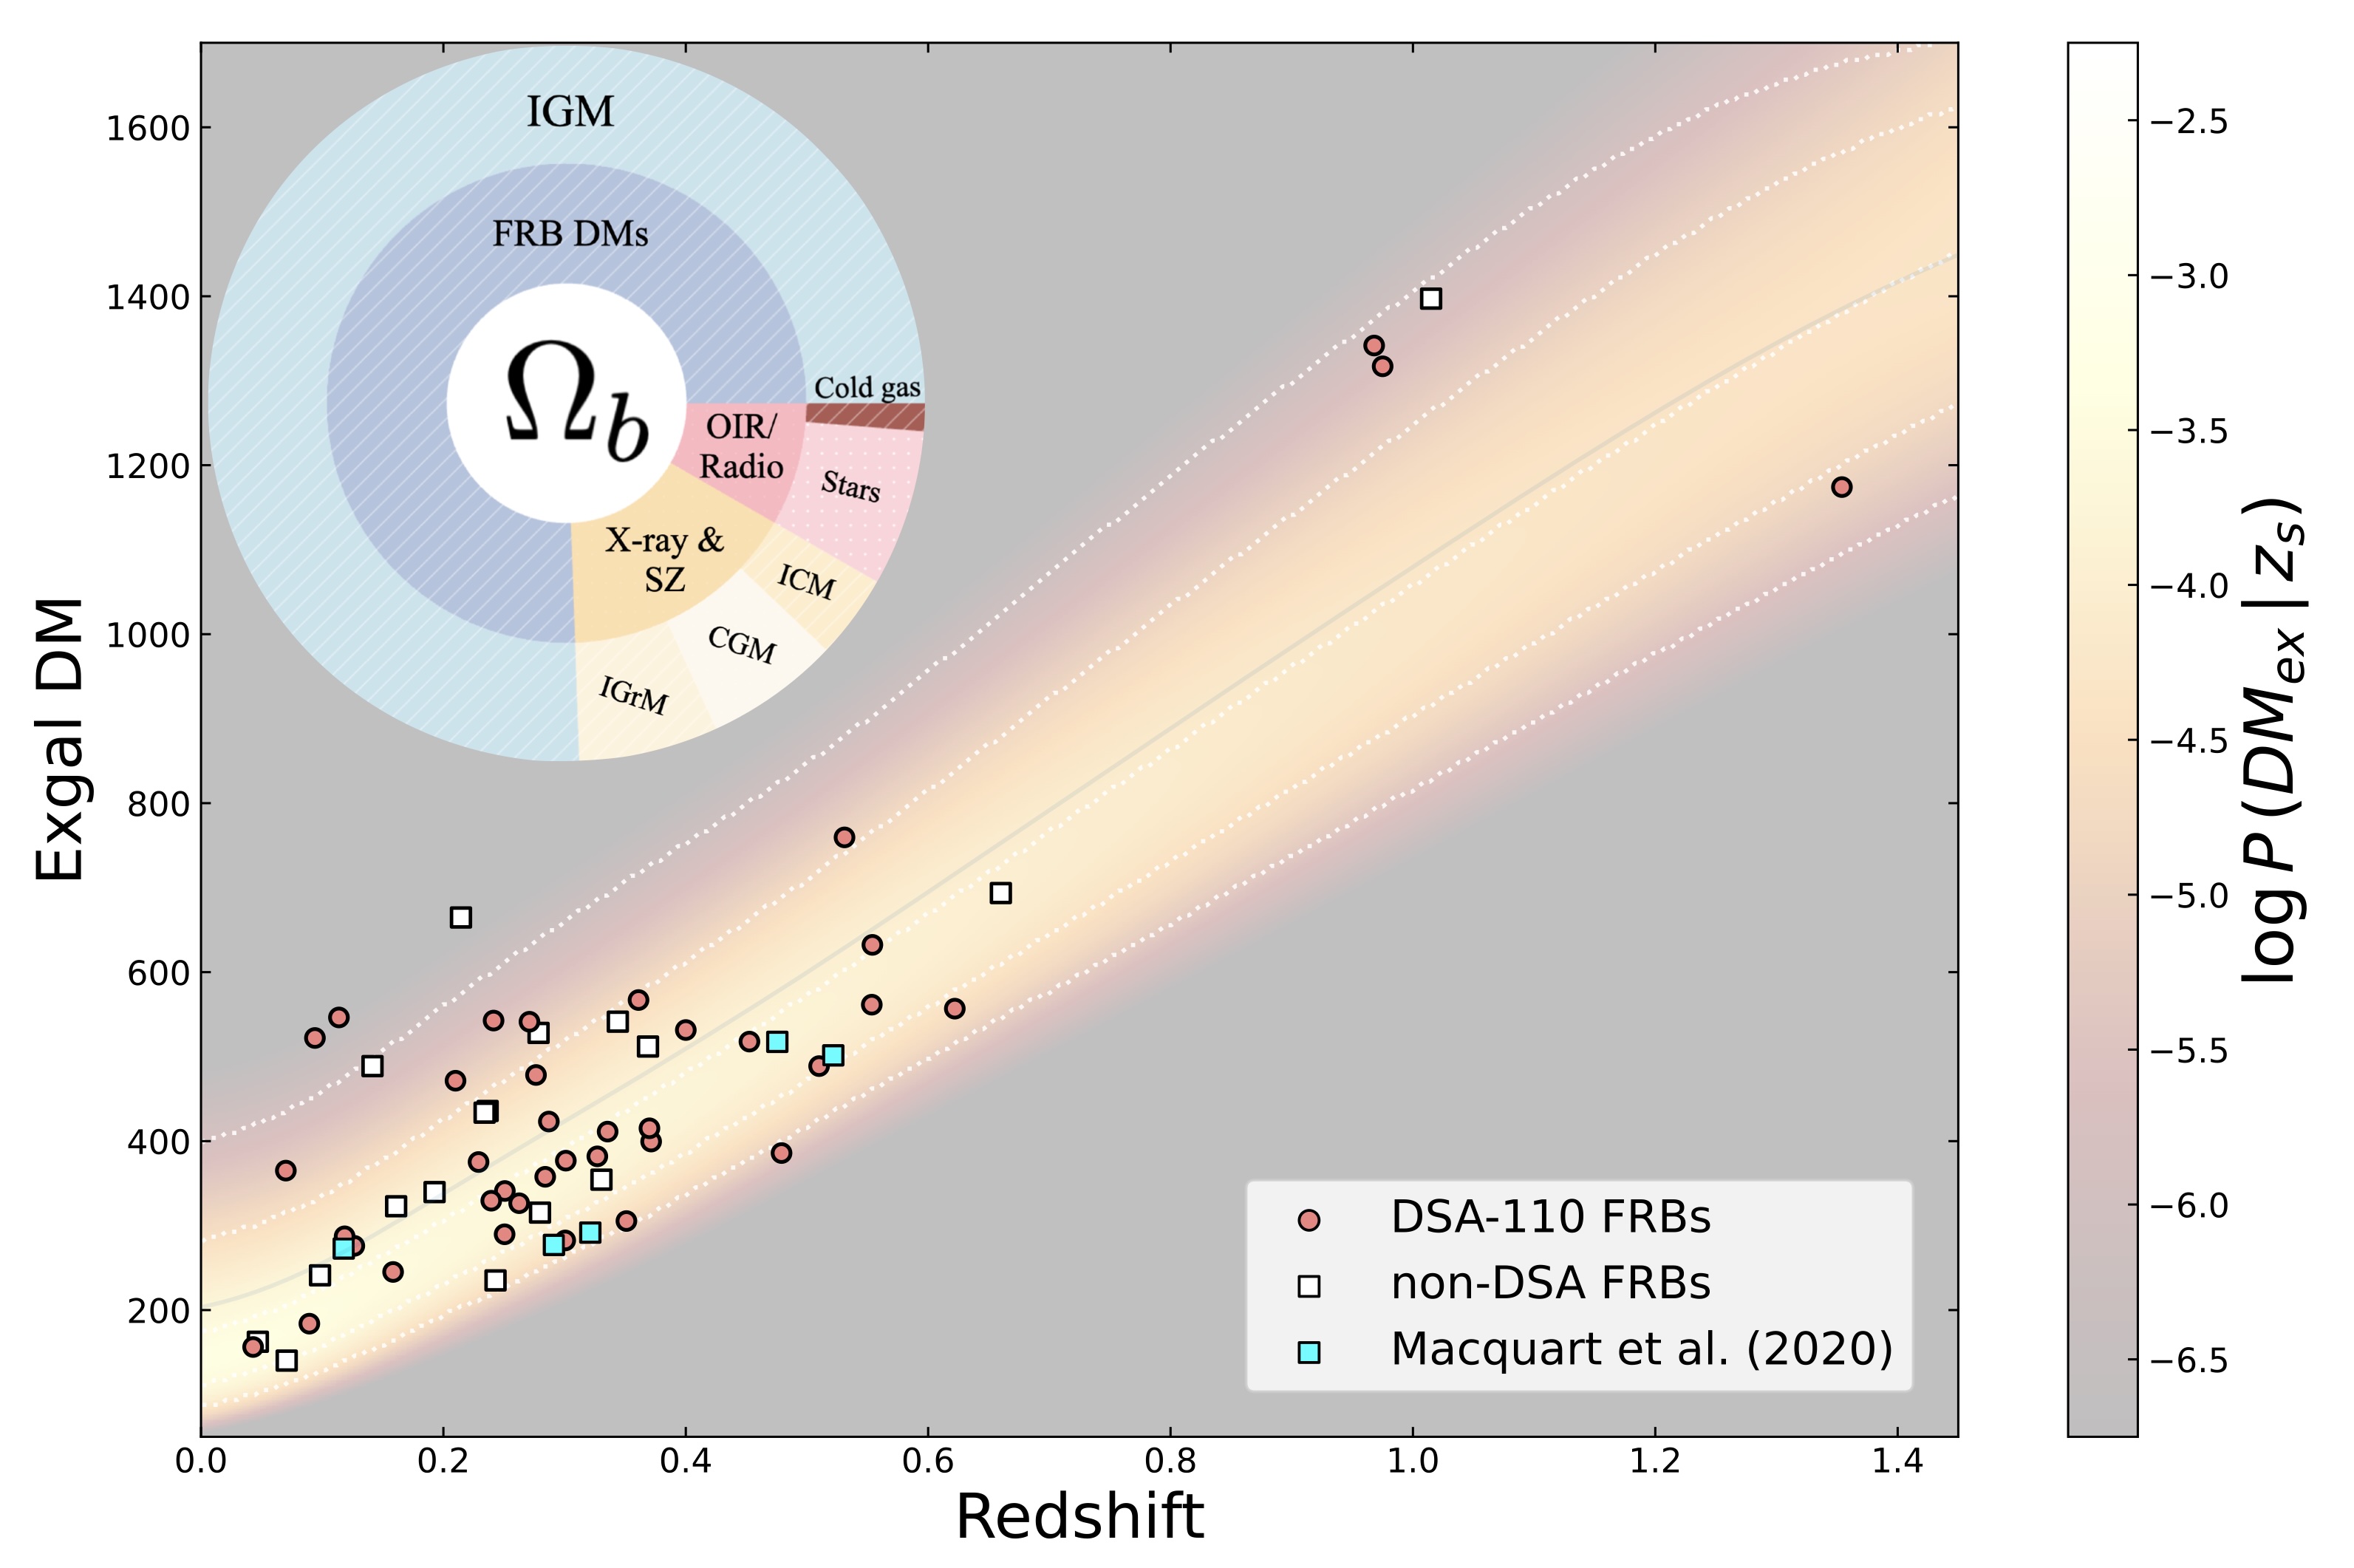 IGM
FRB DMs
Ω_b
Cold gas
OIR/
Radio
Stars
X-ray &
SZ
ICM
CGM
IGrM
1600
1400
1200
1000
800
600
400
200
Exgal DM
0.0 0.2 0.4 0.6 0.8 1.0 1.2 1.4
Redshift
DSA-110 FRBs
non-DSA FRBs
Macquart et al. (2020)
−2.5
−3.0
−3.5
−4.0
−4.5
−5.0
−5.5
−6.0
−6.5
log P (DM_ex | z_s)